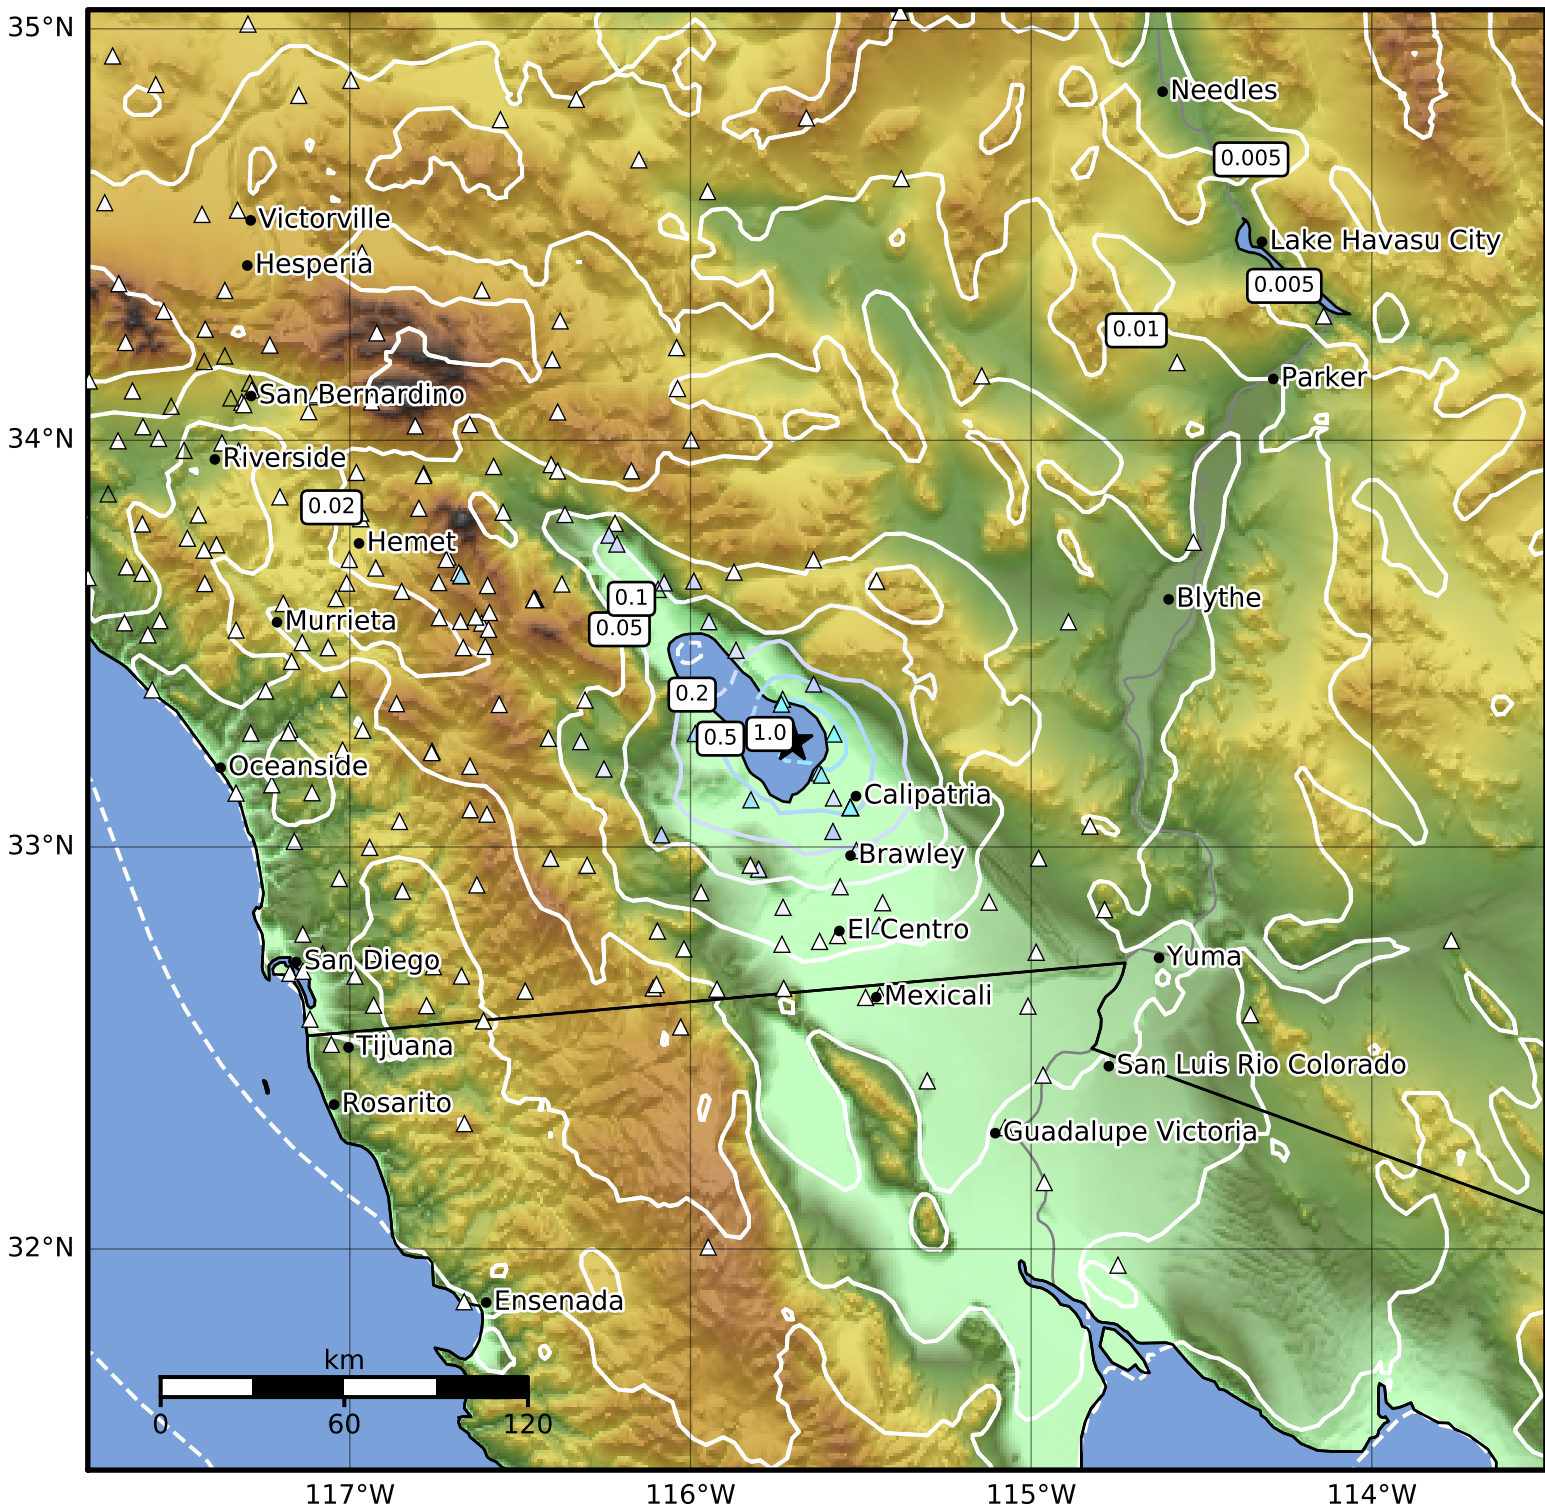 35°N
Needles
0.005
Victorville
Lake Havasu City
Hesperia
0.005
0.01
Parker
San Bernardino
34°N
Riverside
0.02
Hemet
0.1
Blythe
Murrieta
0.05
0.2
0.5
1.0
Oceanside
Calipatria
33°N
Brawley
El Centro
San Diego
Yuma
Mexicali
Tijuana
San Luis Rio Colorado
Rosarito
Guadalupe Victoria
32°N
Ensenada
km
0 60 120
117°W 116°W 115°W 114°W